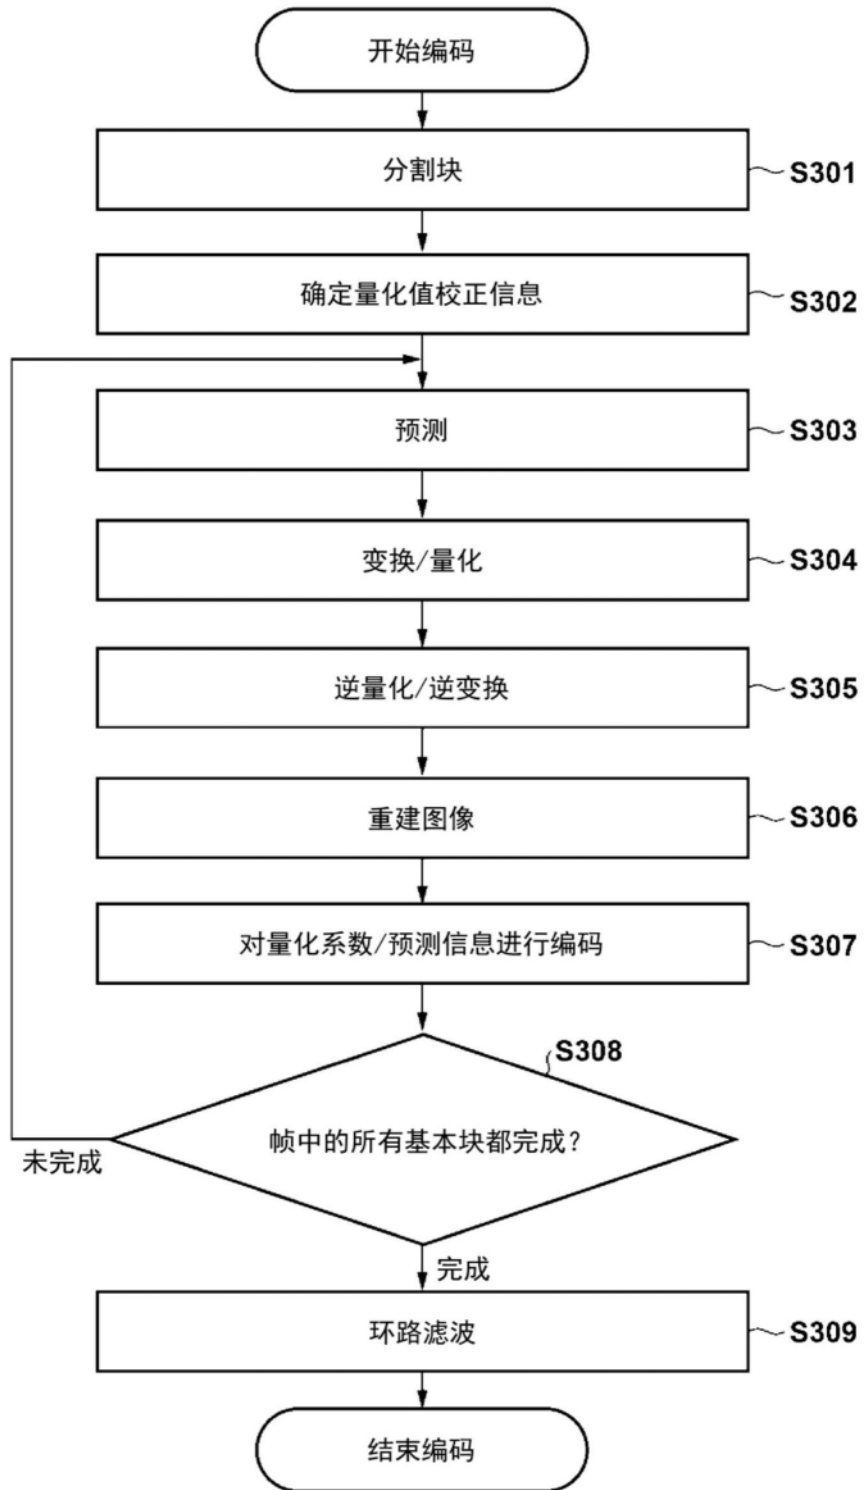 开始编码
分割块
S301
确定量化值校正信息
S302
预测
S303
变换/量化
S304
逆量化/逆变换
S305
重建图像
S306
对量化系数/预测信息进行编码
S307
S308
帧中的所有基本块都完成?
未完成
完成
环路滤波
S309
结束编码